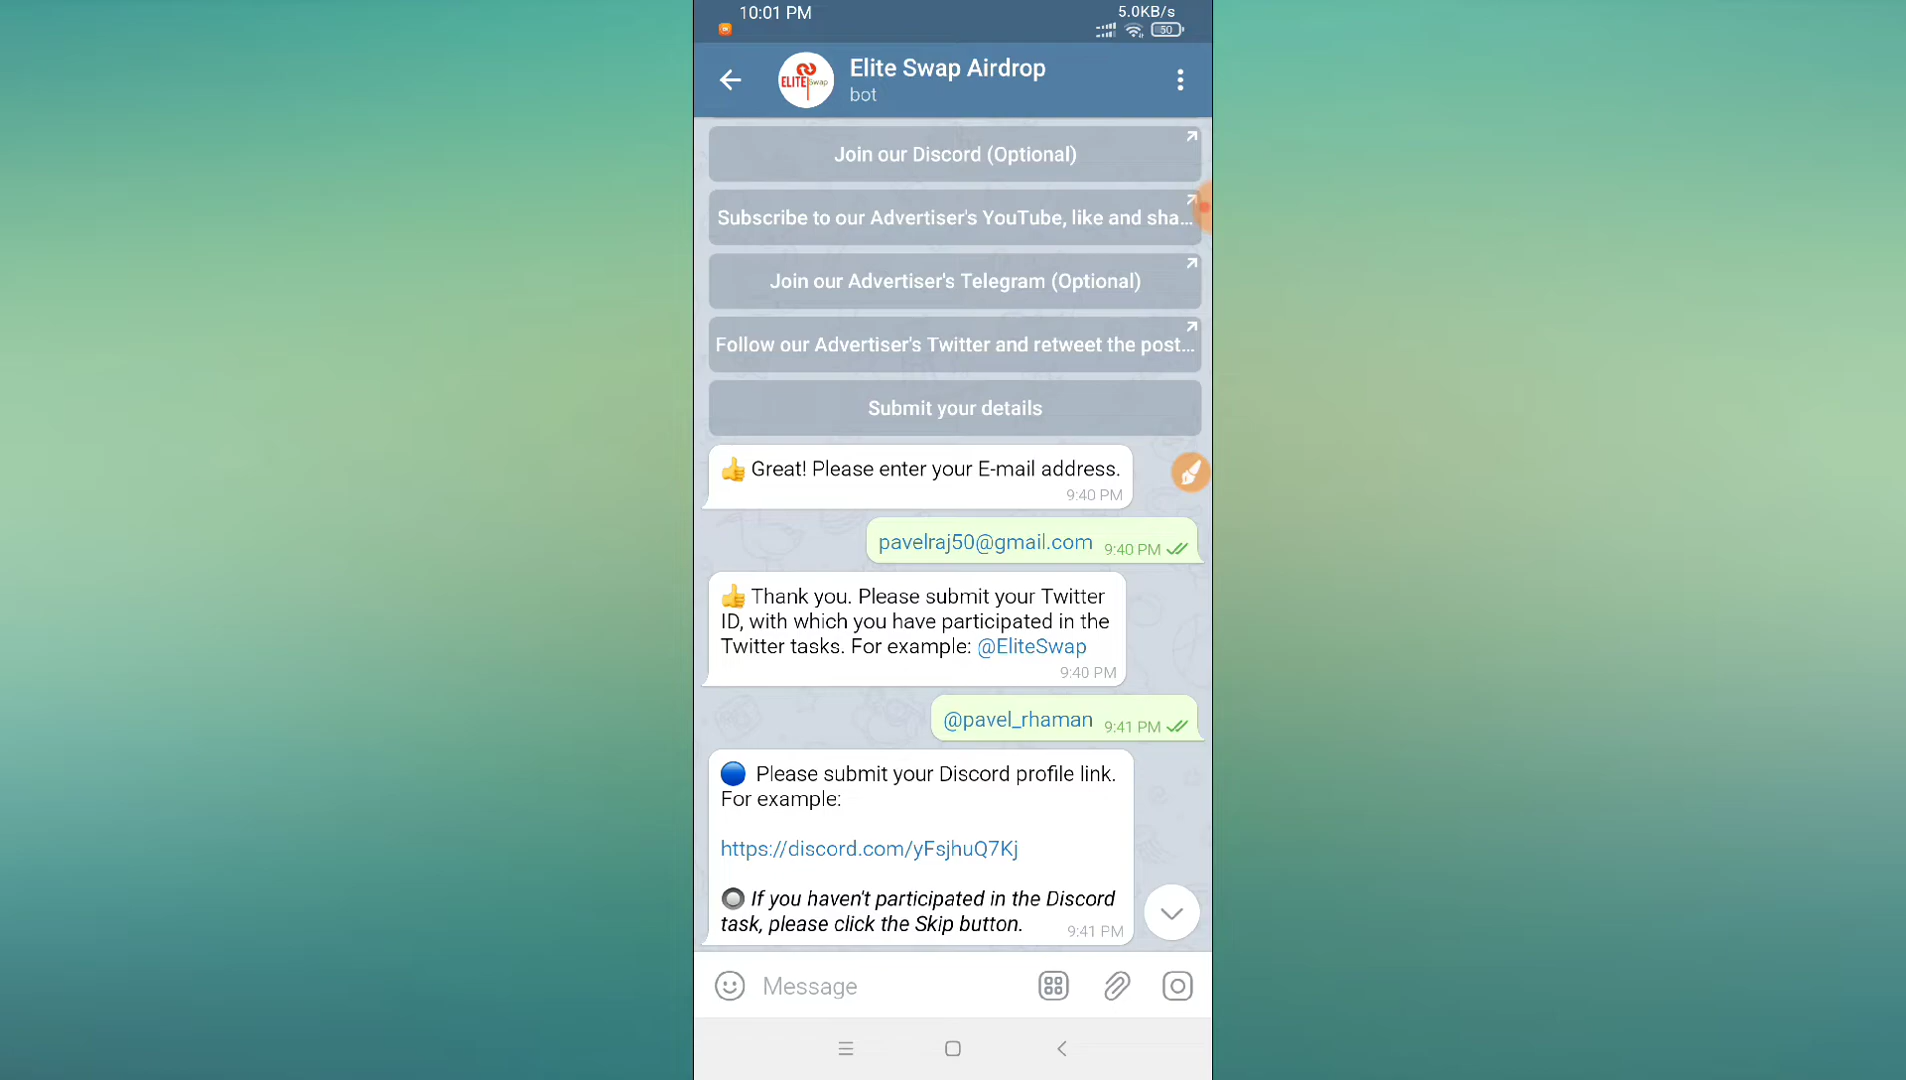 10:01 PM
5.0KB/s
50
ELITE Swap
Elite Swap Airdrop
bot
Join our Discord (Optional)
Subscribe to our Advertiser's YouTube, like and sha...
Join our Advertiser's Telegram (Optional)
Follow our Advertiser's Twitter and retweet the post...
Submit your details
👍 Great! Please enter your E-mail address.
9:40 PM
pavelraj50@gmail.com 9:40 PM
👍 Thank you. Please submit your Twitter
ID, with which you have participated in the
Twitter tasks. For example: @EliteSwap
9:40 PM
@pavel_rhaman 9:41 PM
🔵 Please submit your Discord profile link.
For example:
https://discord.com/yFsjhuQ7Kj
🔘 If you haven't participated in the Discord
task, please click the Skip button.
9:41 PM
Message